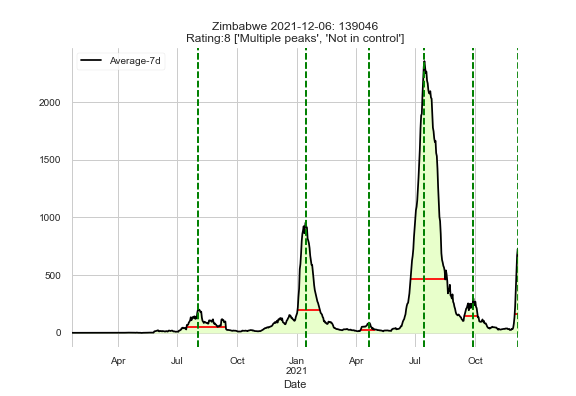 Zimbabwe 2021-12-06: 139046
Rating:8 ['Multiple peaks', 'Not in control']
Average-7d
2000
1500
1000
500
0
Apr Jul Oct Jan Apr Jul Oct
2021
Date